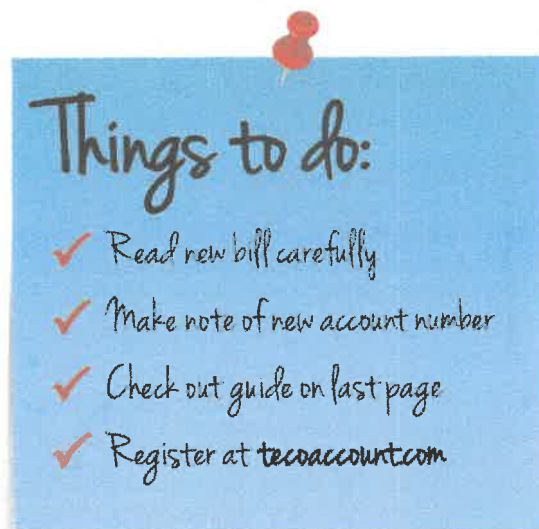 Things to do:
Read new bill carefully
Make note of new account number
Check out guide on last page
Register at tecoaccount.com